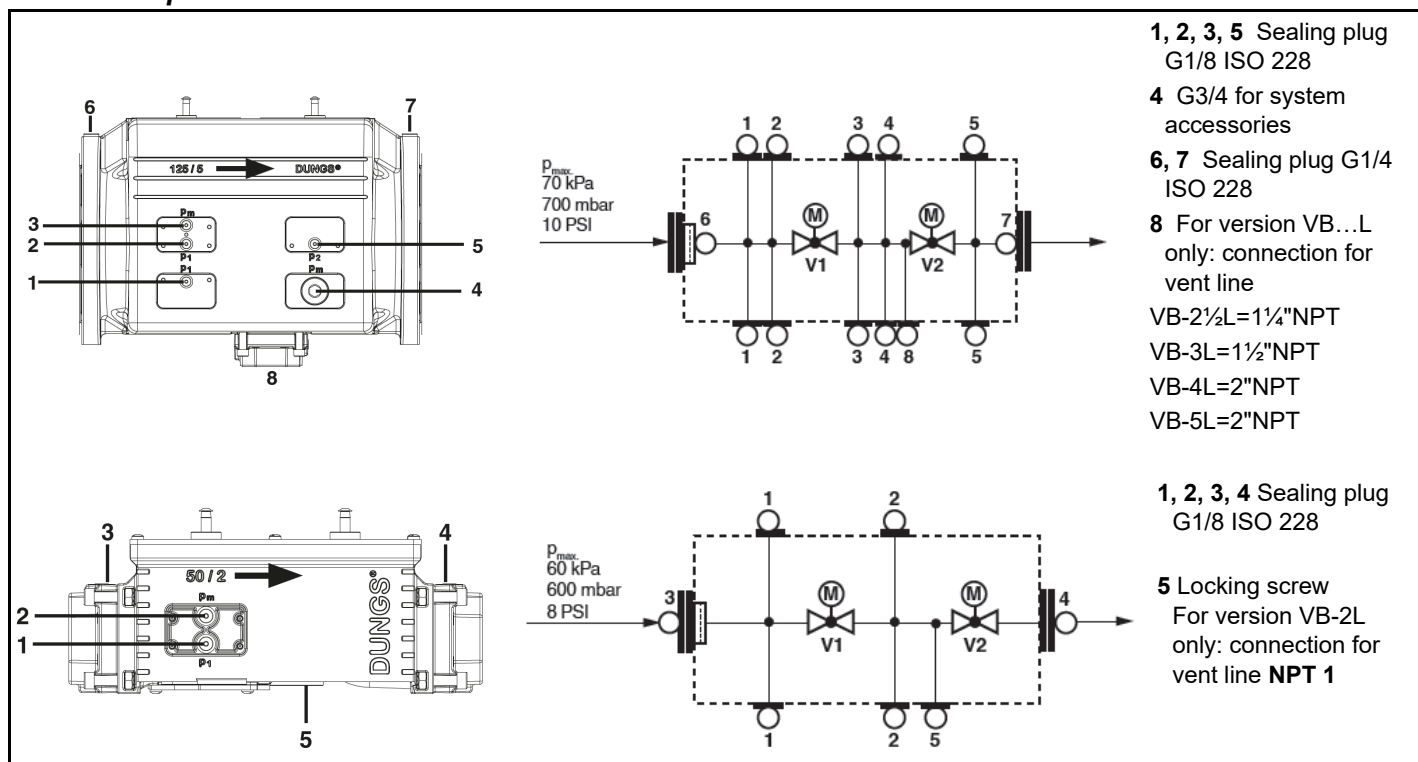 6
7
125 / 5
DUNGS®
Pm
3
2
5
P1
P2
P1
Pm
1
4
8
1 2 3 4 5
Pmax.
70 kPa
700 mbar
10 PSI
6
M
M
7
V1
V2
1 2 3 4 8 5
1, 2, 3, 5 Sealing plug
G1/8 ISO 228
4 G3/4 for system
accessories
6, 7 Sealing plug G1/4
ISO 228
8 For version VB…L
only: connection for
vent line
VB-2½L=1¼"NPT
VB-3L=1½"NPT
VB-4L=2"NPT
VB-5L=2"NPT
3
4
50 / 2
Pm
2
1
P1
DUNGS®
5
1 2
Pmax.
60 kPa
600 mbar
8 PSI
3
M
M
4
V1
V2
1 2 5
1, 2, 3, 4 Sealing plug
G1/8 ISO 228
5 Locking screw
For version VB-2L
only: connection for
vent line NPT 1